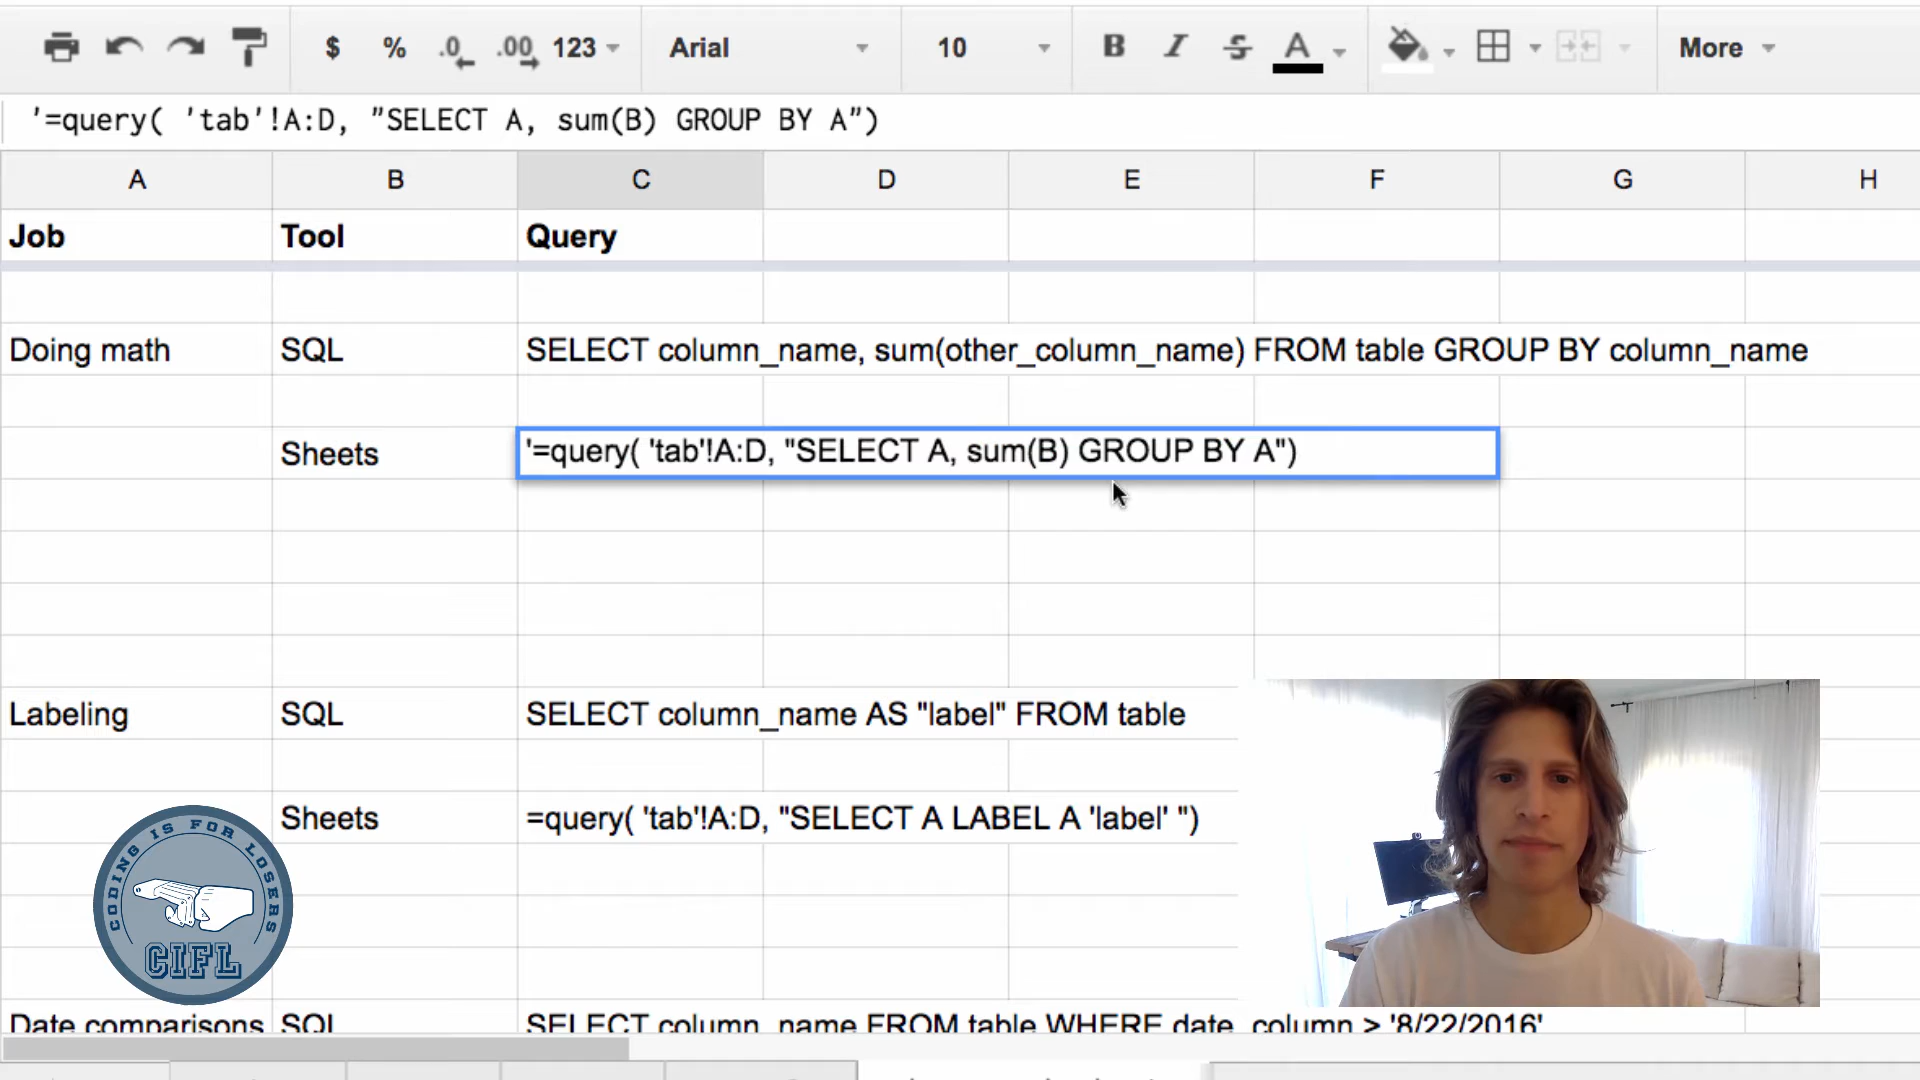 $ % .0 .00 123 Arial 10 B I S A More
'=query( 'tab'!A:D, "SELECT A, sum(B) GROUP BY A")
A B C D E F G H
Job Tool Query
Doing math SQL SELECT column_name, sum(other_column_name) FROM table GROUP BY column_name
Sheets '=query( 'tab'!A:D, "SELECT A, sum(B) GROUP BY A")
Labeling SQL SELECT column_name AS "label" FROM table
Sheets =query( 'tab'!A:D, "SELECT A LABEL A 'label' ")
CODING IS FOR LOSERS
CIFL
Date comparisons SQL SELECT column_name FROM table WHERE date_column > '8/22/2016'